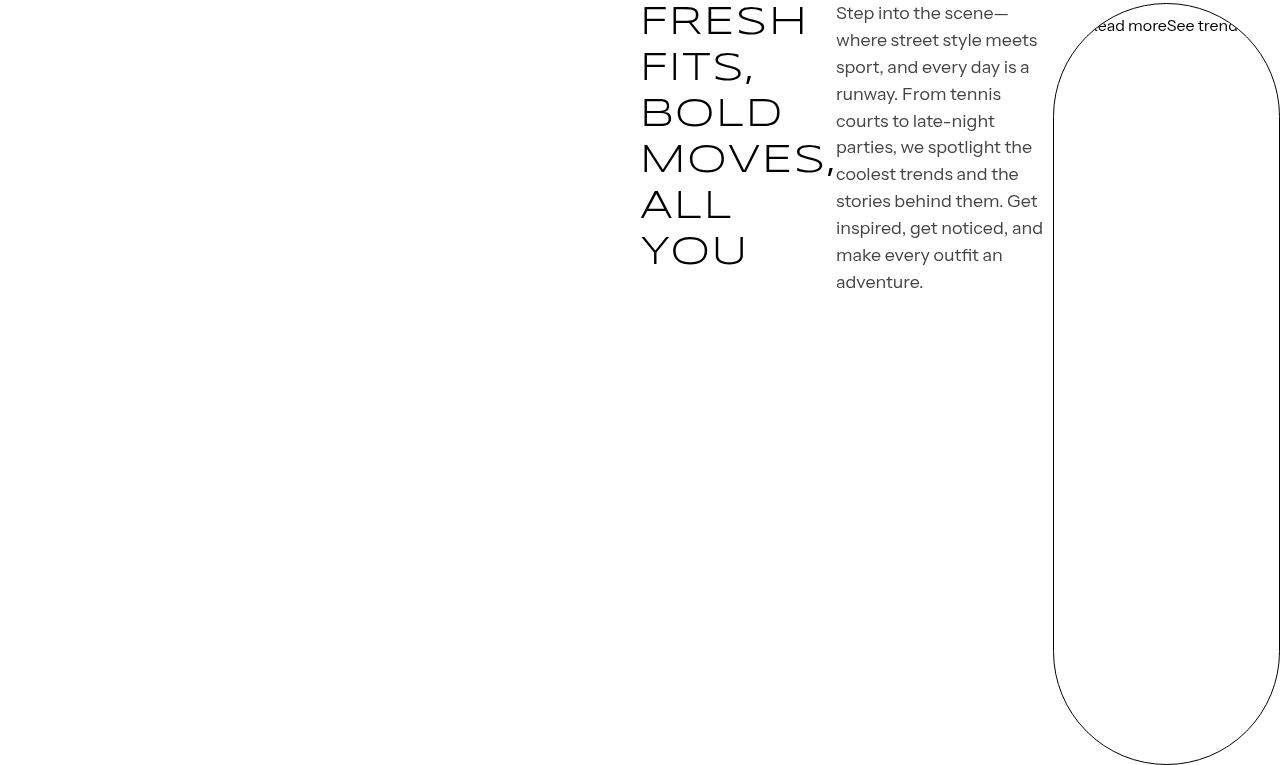 FRESH
FITS,
BOLD
MOVES,
ALL
YOU
Step into the scene—
where street style meets
sport, and every day is a
runway. From tennis
courts to late-night
parties, we spotlight the
coolest trends and the
stories behind them. Get
inspired, get noticed, and
make every outfit an
adventure.
moreSee